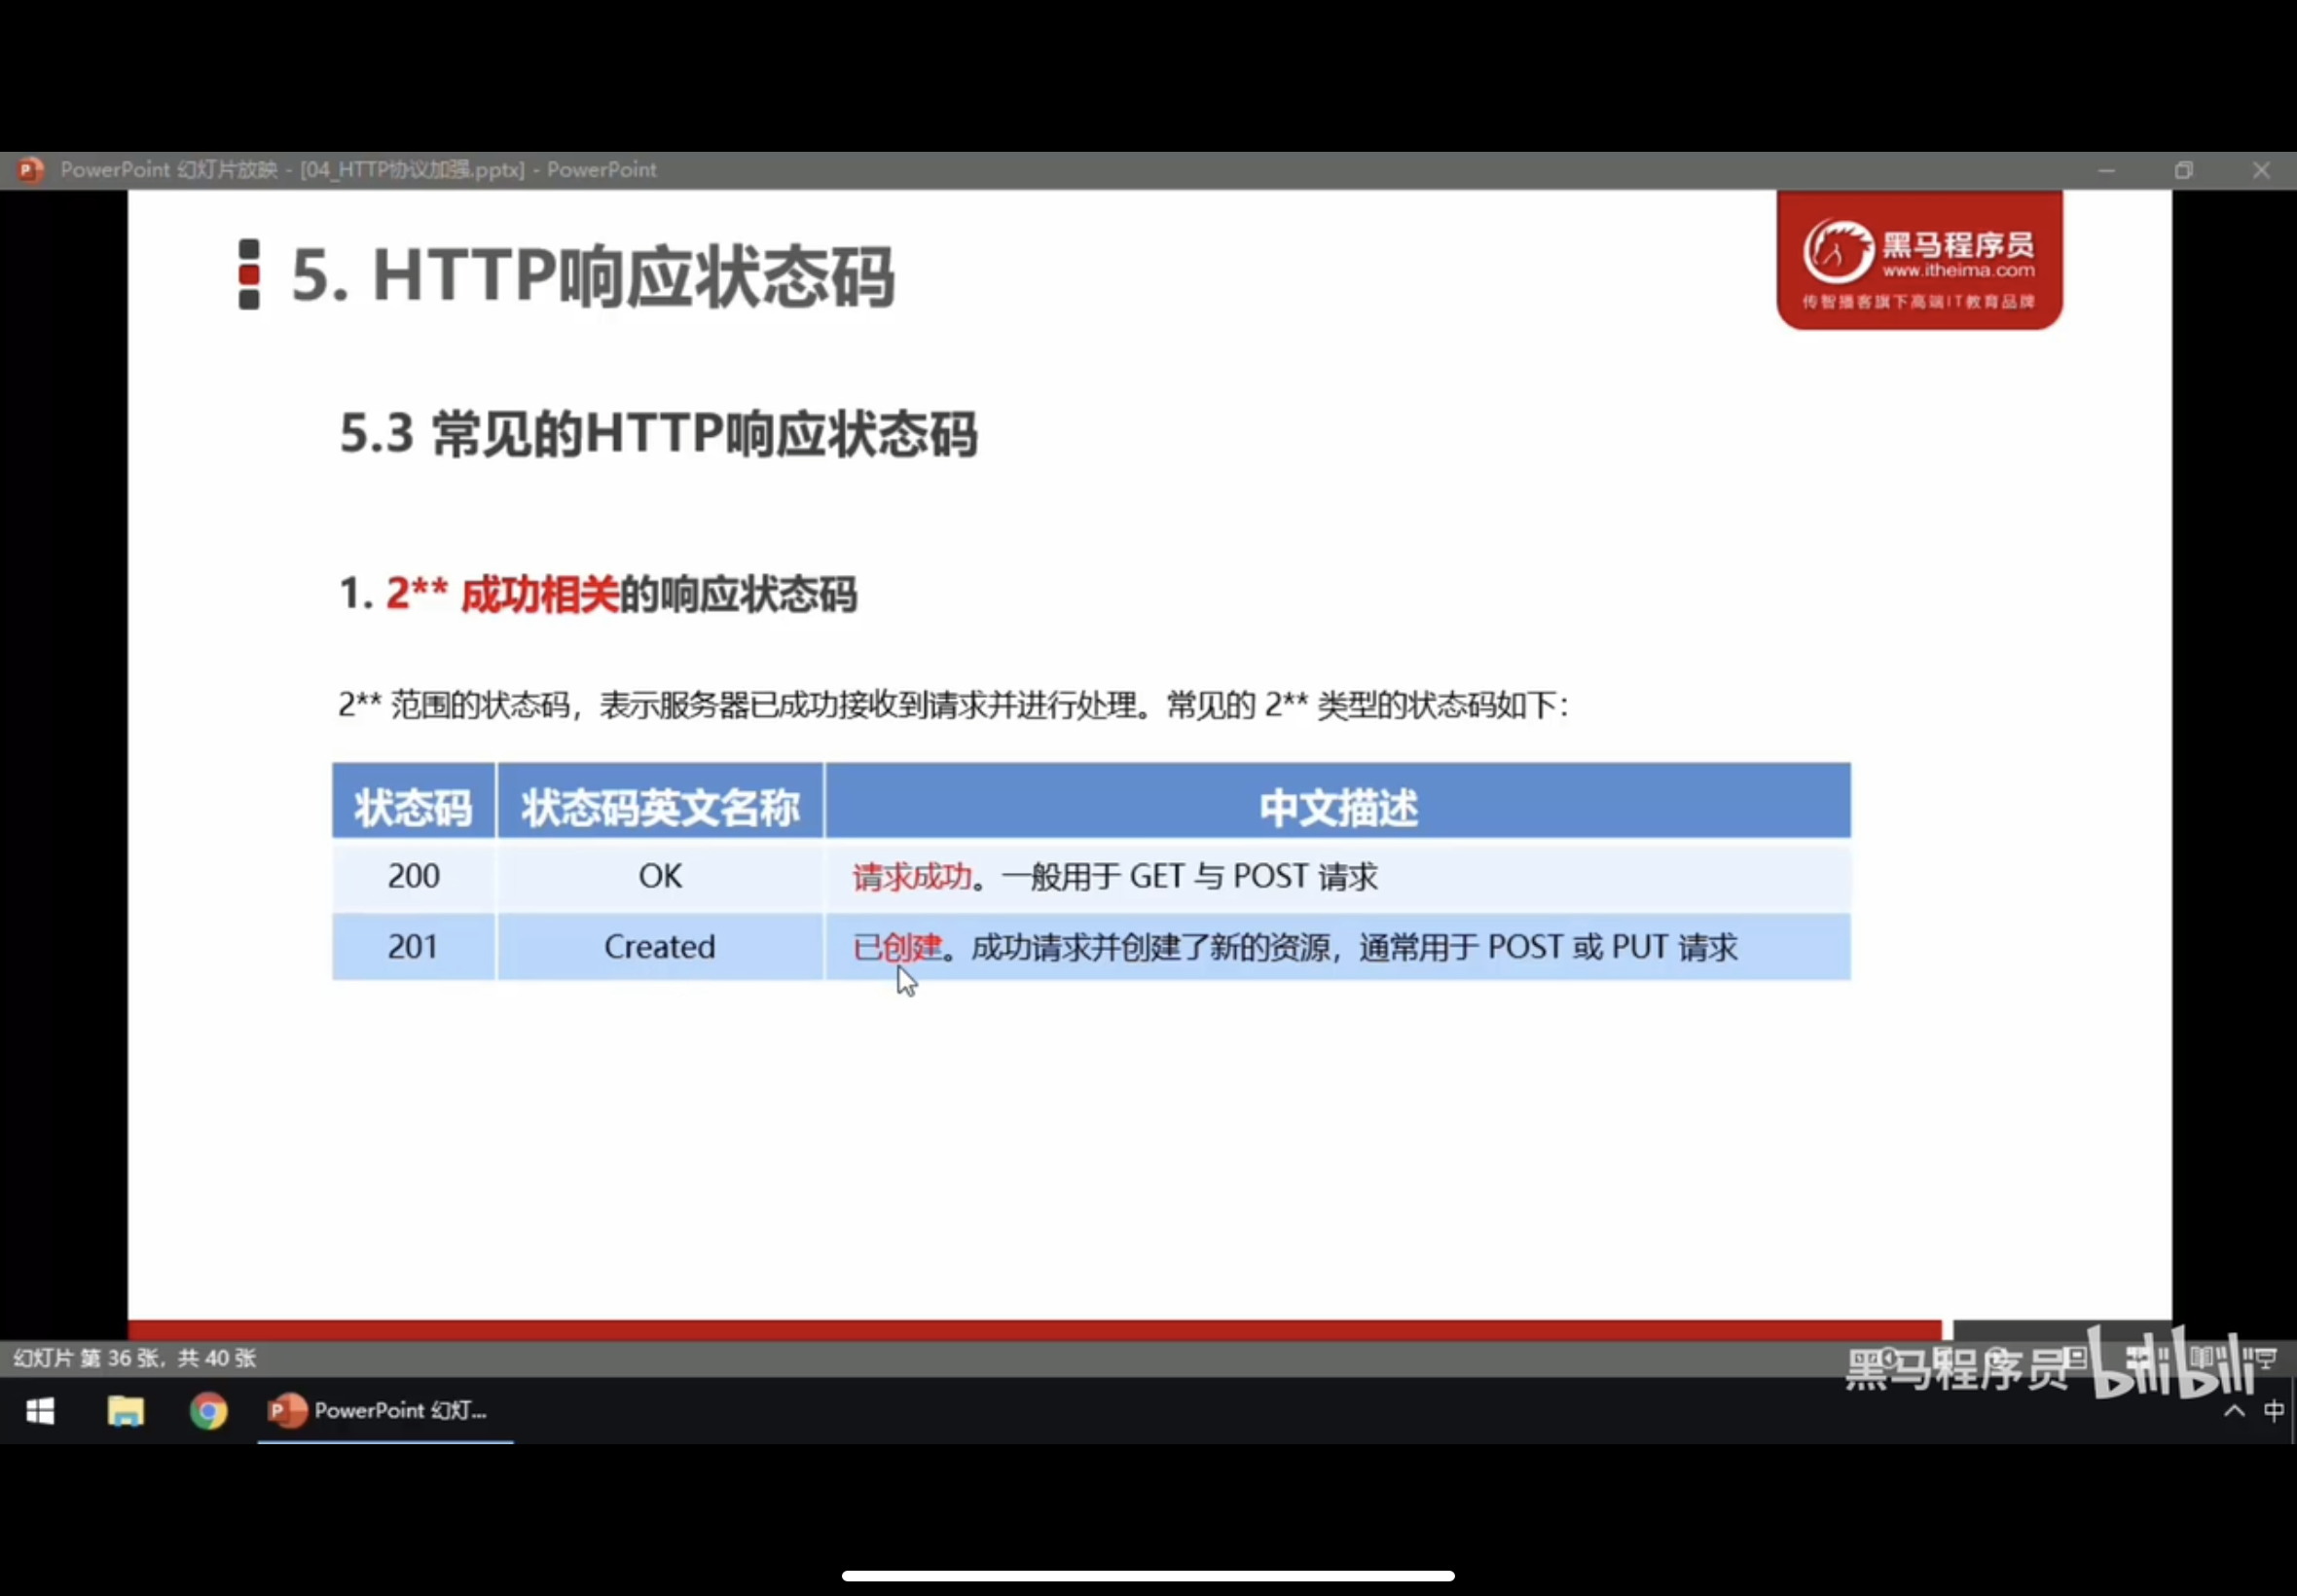 PowerPoint 幻灯片放映 - [04_HTTP协议加强.pptx] - PowerPoint
5. HTTP响应状态码
黑马程序员
www.itheima.com
传智播客旗下高端IT教育品牌
5.3 常见的HTTP响应状态码
1. 2** 成功相关的响应状态码
2** 范围的状态码，表示服务器已成功接收到请求并进行处理。常见的 2** 类型的状态码如下：
状态码 状态码英文名称 中文描述
200 OK 请求成功。一般用于 GET 与 POST 请求
201 Created 已创建。成功请求并创建了新的资源，通常用于 POST 或 PUT 请求
幻灯片 第 36 张，共 40 张
黑马程序员 bilibili
PowerPoint 幻灯...
中